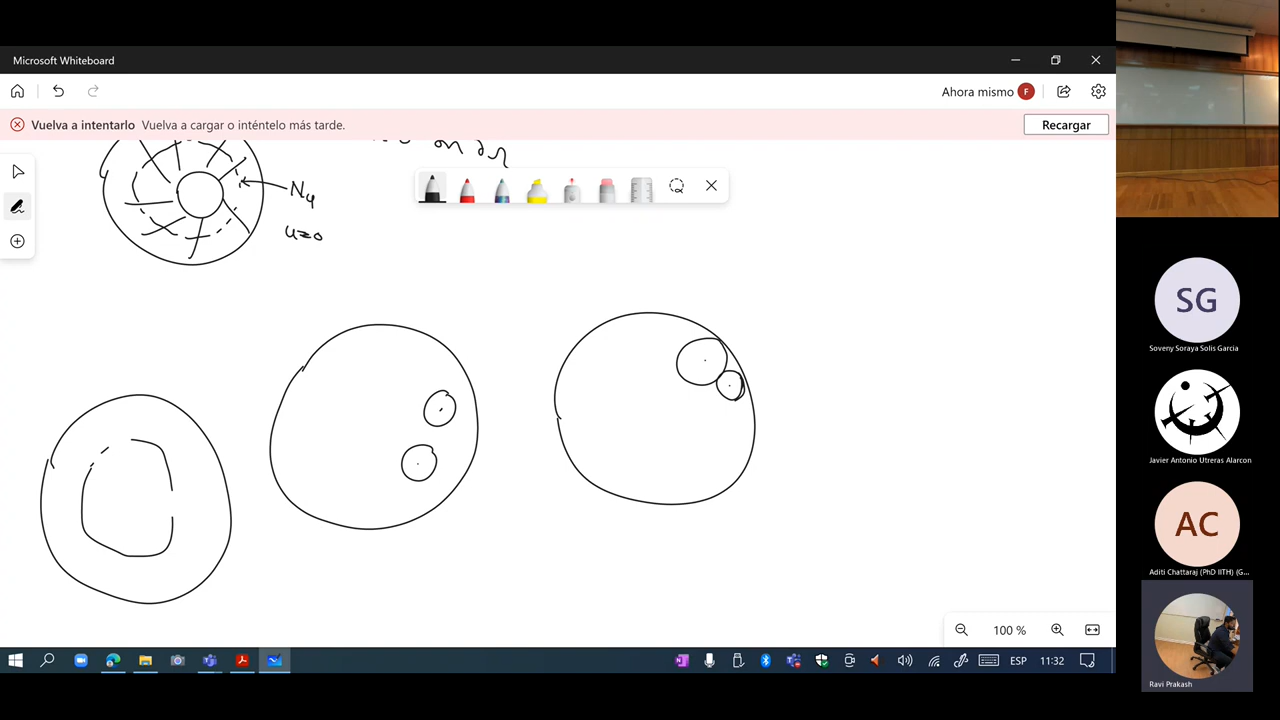 Microsoft Whiteboard
Ahora mismo F
Vuelva a intentarlo Vuelva a cargar o inténtelo más tarde.
Recargar
on ∂Ω
N4
u=0
SG
Soveny Soraya Solis Garcia
Javier Antonio Utreras Alarcon
AC
Aditi Chattaraj (PhD IITH) (G...
Ravi Prakash
100 %
ESP
11:32